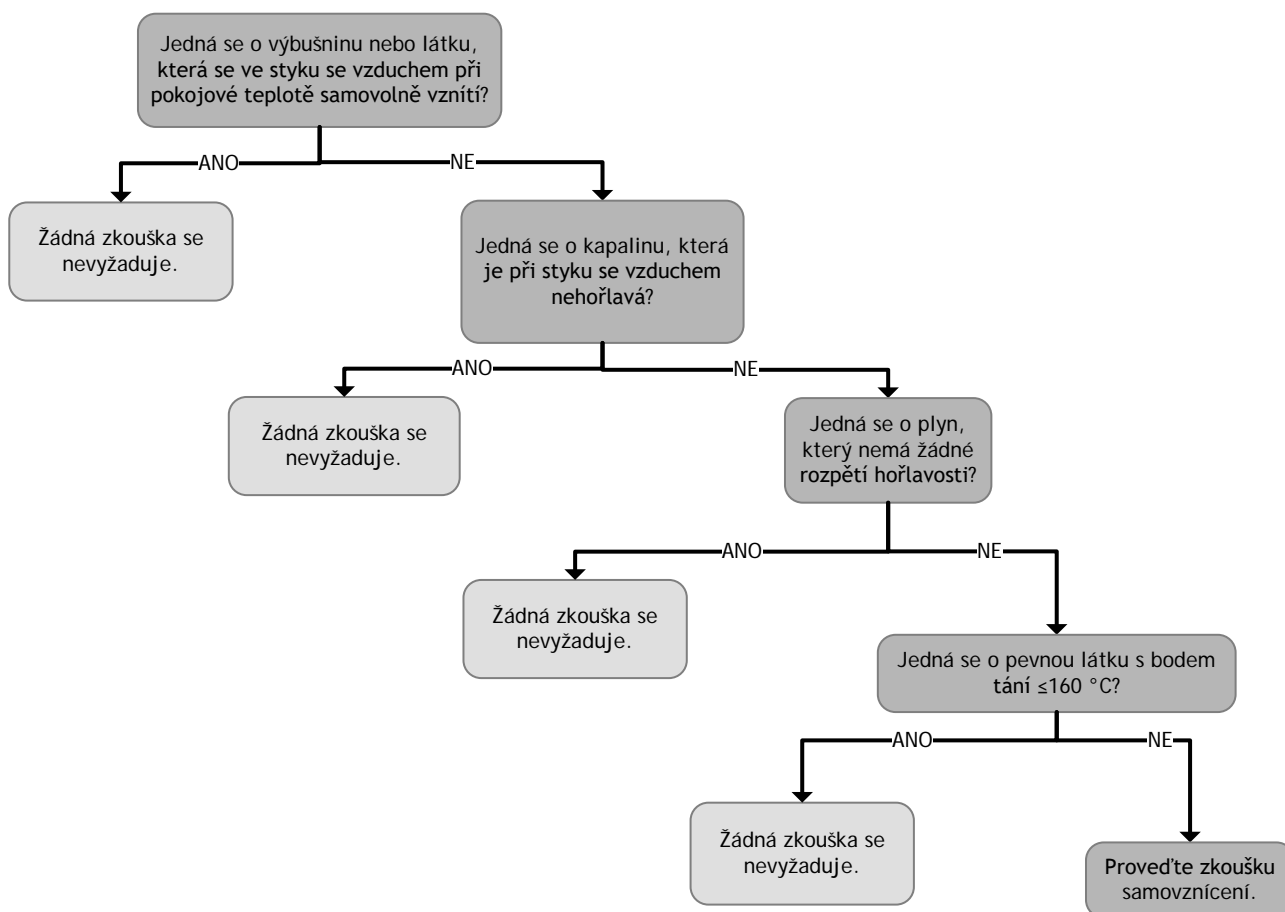 Jedná se o výbušninu nebo látku,
která se ve styku se vzduchem při
pokojové teplotě samovolně vznítí?
ANO
NE
Žádná zkouška se
nevyžaduje.
Jedná se o kapalinu, která
je při styku se vzduchem
nehořlavá?
ANO
NE
Žádná zkouška se
nevyžaduje.
Jedná se o plyn,
který nemá žádné
rozpětí hořlavosti?
ANO
NE
Žádná zkouška se
nevyžaduje.
Jedná se o pevnou látku s bodem
tání ≤160 °C?
ANO
NE
Žádná zkouška se
nevyžaduje.
Proveďte zkoušku
samovznícení.